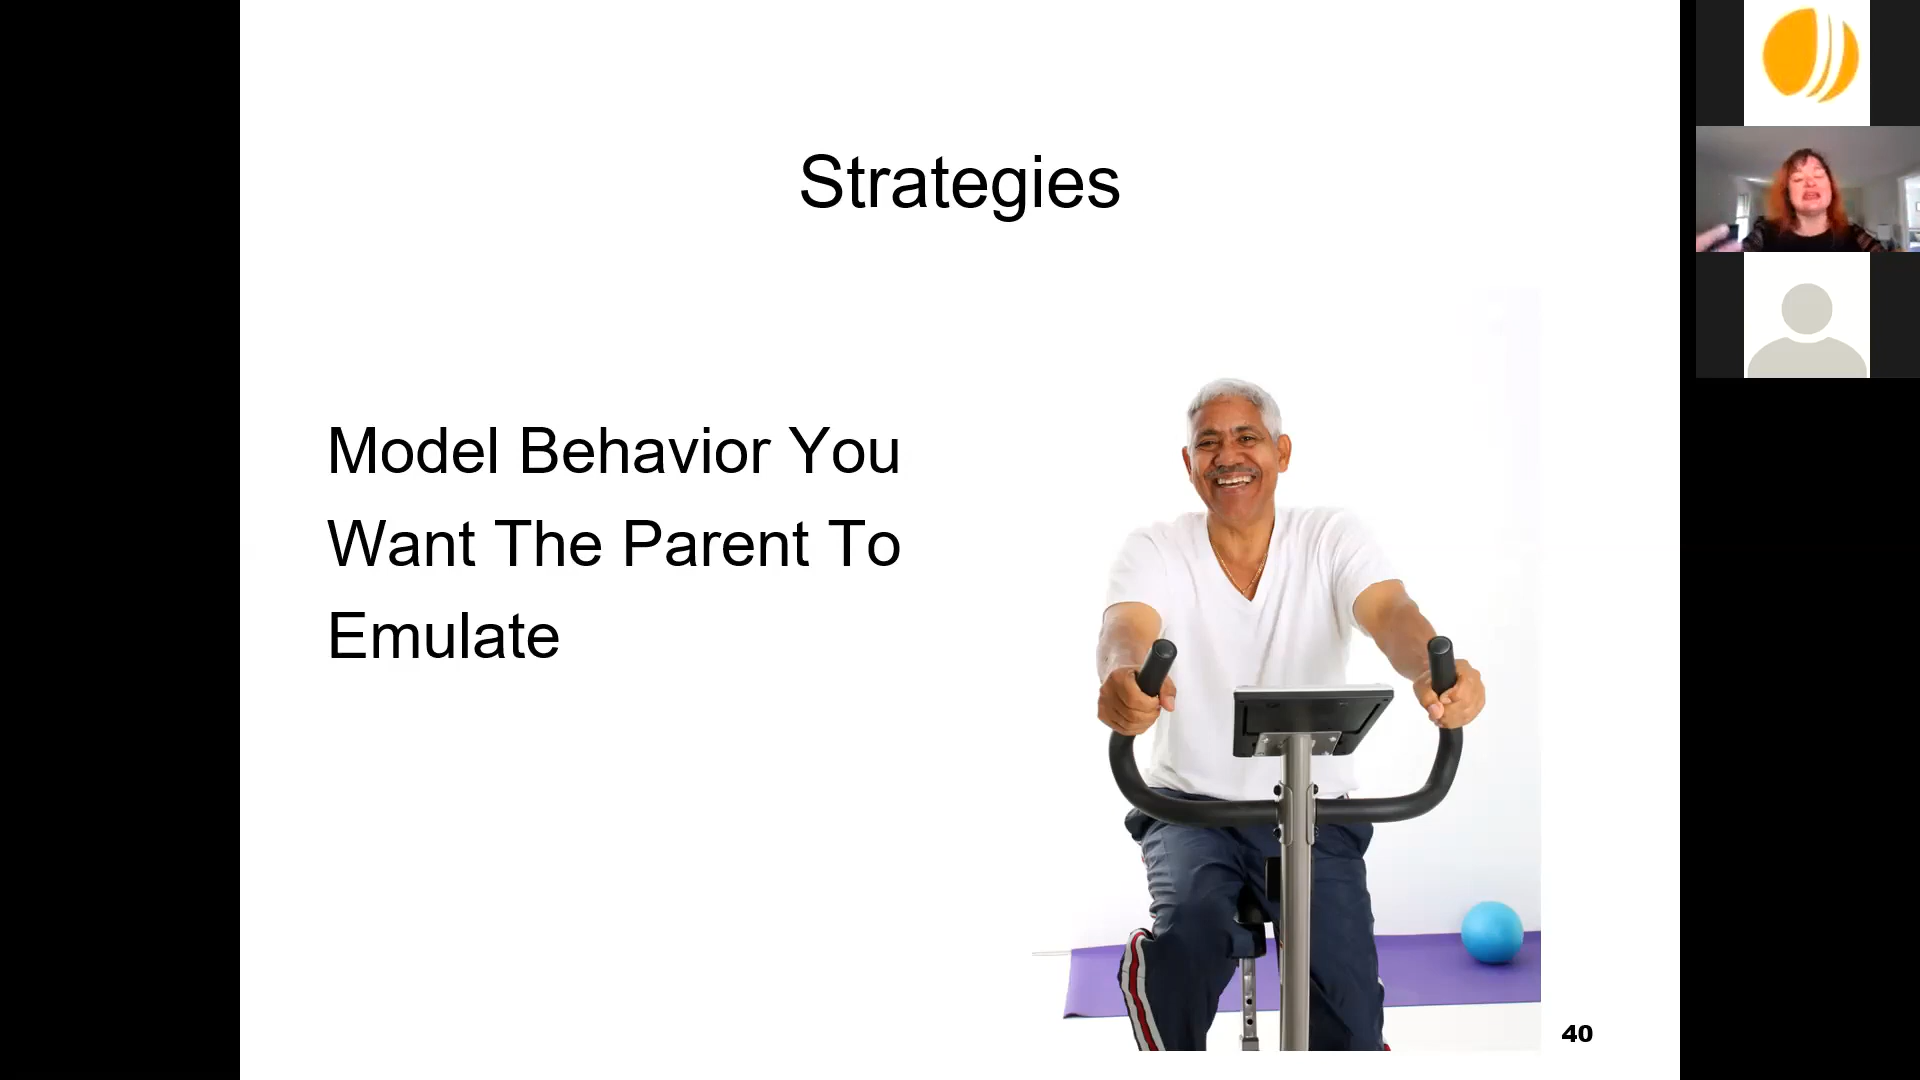 Strategies
Model Behavior You
Want The Parent To
Emulate
40